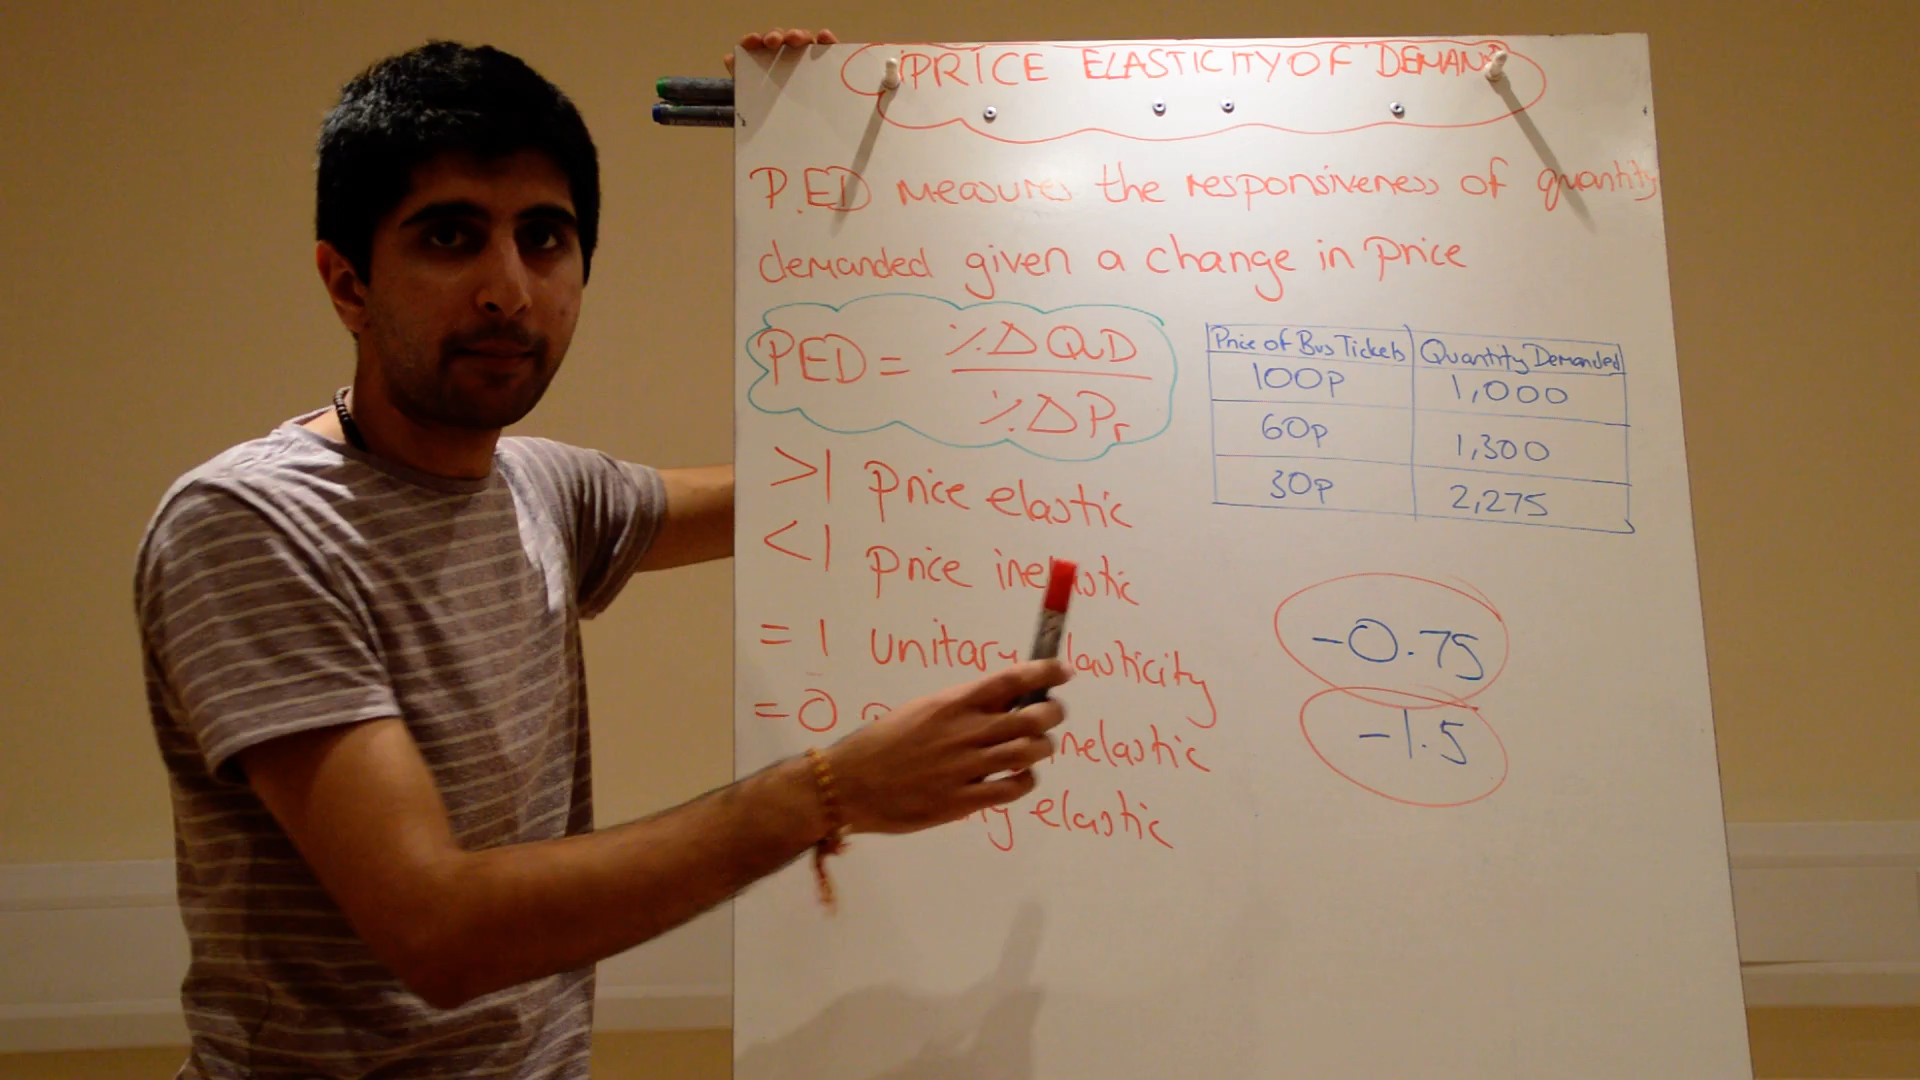 PRICE ELASTICITY OF DEMAND
P.ED measures the responsiveness of quantity
demanded given a change in price
PED = %Δ QD
%Δ Pr
>1 price elastic
<1 price inelastic
= 1 unitary elasticity
= 0
inelastic
elastic
Price of Bus Tickets Quantity Demanded
100p 1,000
60p 1,300
30p 2,275
-0.75
-1.5